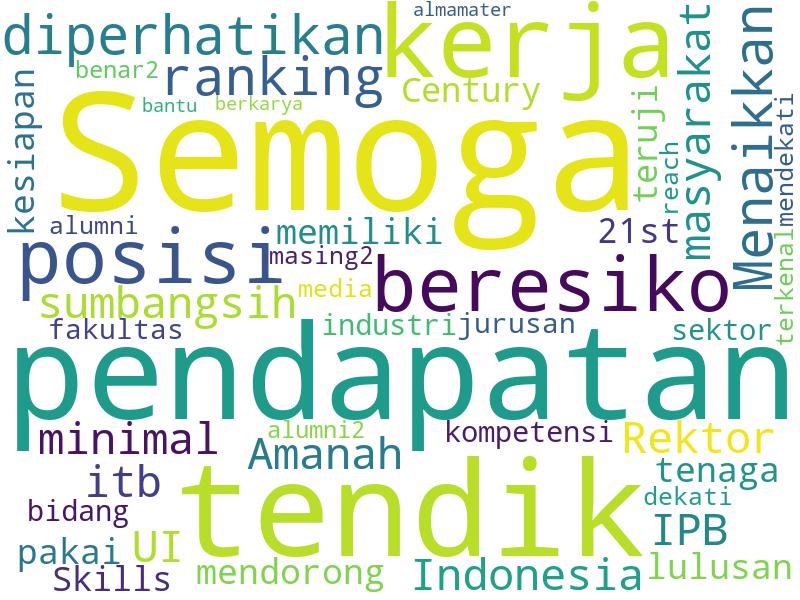 almamater
diperhatikan
kerja
benar2
ranking
Century
bantu
berkarya
kesiapan
Semoga
teruji
reach
masyarakat
Menaikkan
mendekati
terkenal
alumni
memiliki
21st
posisi
masing2
beresiko
sumbangsih
media
fakultas
industri
jurusan
sektor
pendapatan
minimal
alumni2
kompetensi
Rektor
Amanah
itb
tendik
tenaga
dekati
bidang
IPB
pakai
UI
Skills
mendorong
Indonesia
lulusan